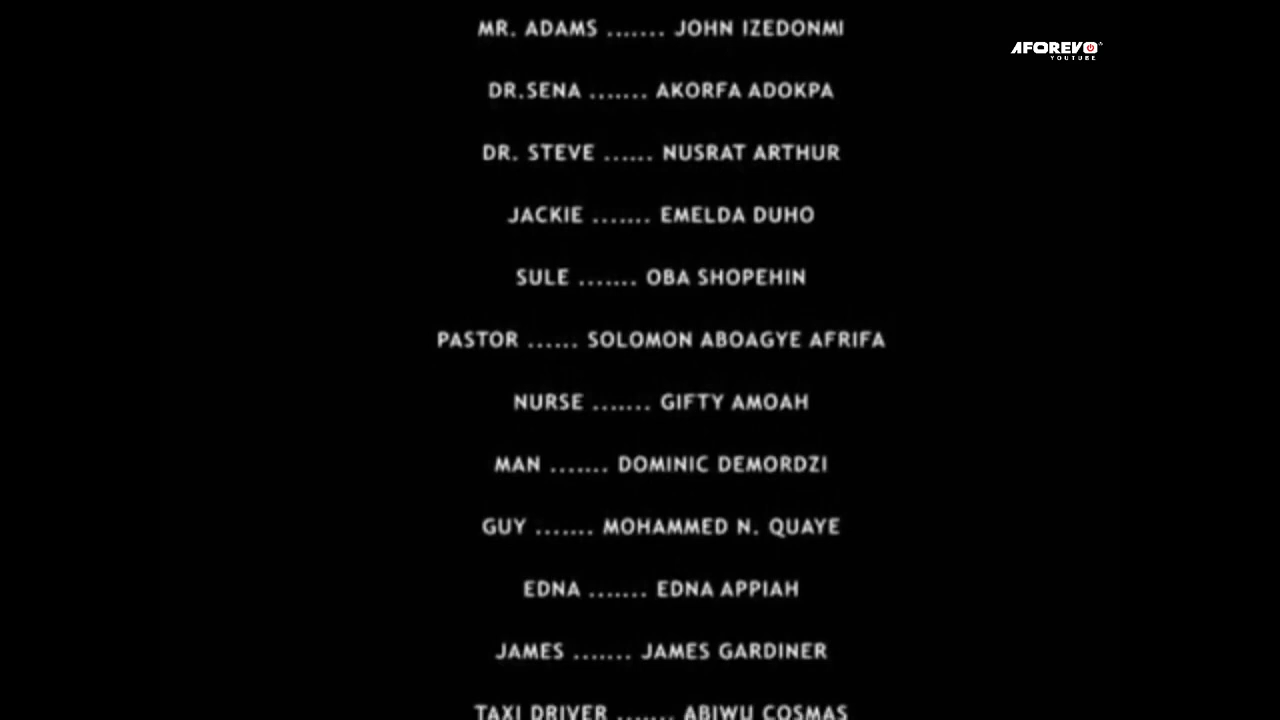 MR. ADAMS ....... JOHN IZEDONMI
AFOREVO
YOUTUBE
DR.SENA ....... AKORFA ADOKPA
DR. STEVE ...... NUSRAT ARTHUR
JACKIE ....... EMELDA DUHO
SULE ....... OBA SHOPEHIN
PASTOR ...... SOLOMON ABOAGYE AFRIFA
NURSE ....... GIFTY AMOAH
MAN ....... DOMINIC DEMORDZI
GUY ....... MOHAMMED N. QUAYE
EDNA ....... EDNA APPIAH
JAMES ....... JAMES GARDINER
TAXI DRIVER ....... ABIWU COSMAS